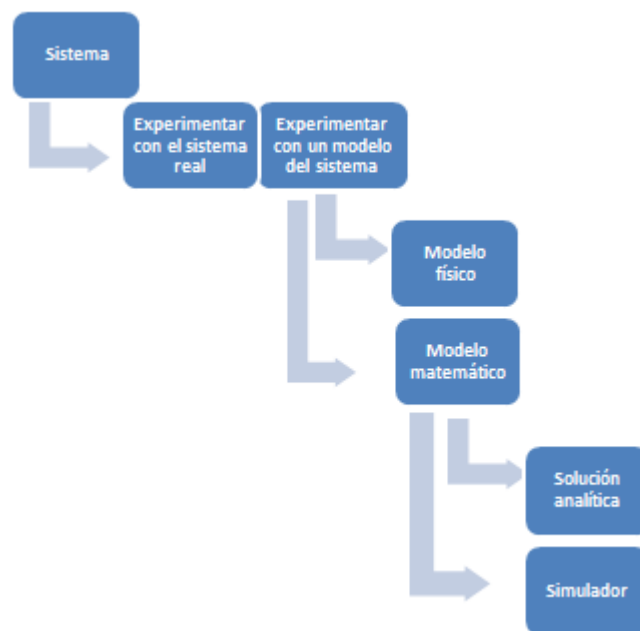 Sistema
Experimentar
con el sistema
real
Experimentar
con un modelo
del sistema
Modelo
físico
Modelo
matemático
Solución
analítica
Simulador